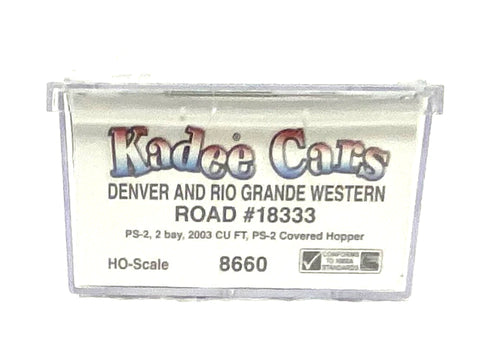 Kadee Cars
DENVER AND RIO GRANDE WESTERN
ROAD #18333
PS-2, 2 bay, 2003 CU FT, PS-2 Covered Hopper
HO-Scale 8660
CONFORMS
TO NMRA
STANDARDS